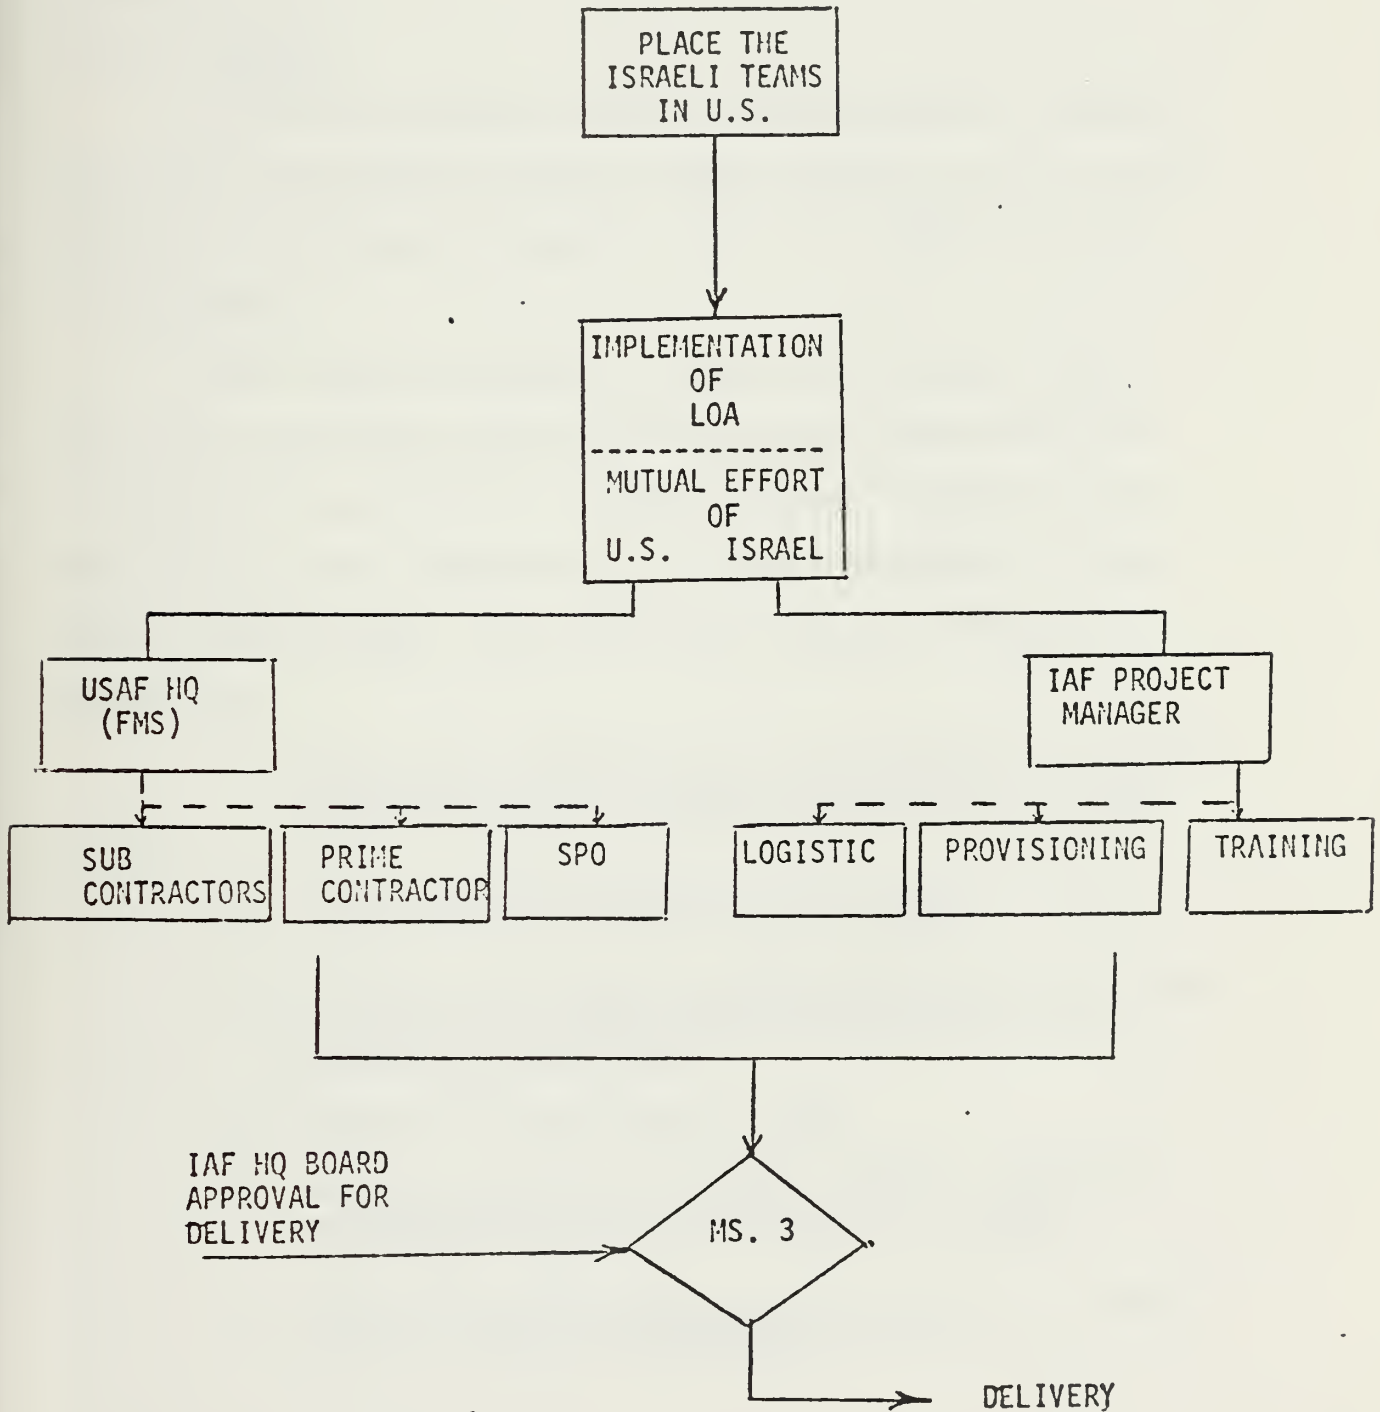 PLACE THE
ISRAELI TEAMS
IN U.S.
IMPLEMENTATION
OF
LOA
MUTUAL EFFORT
OF
U.S. ISRAEL
USAF HQ
(FMS)
IAF PROJECT
MANAGER
SUB
CONTRACTORS
PRIME
CONTRACTOR
SPO
LOGISTIC
PROVISIONING
TRAINING
IAF HQ BOARD
APPROVAL FOR
DELIVERY
MS. 3
DELIVERY